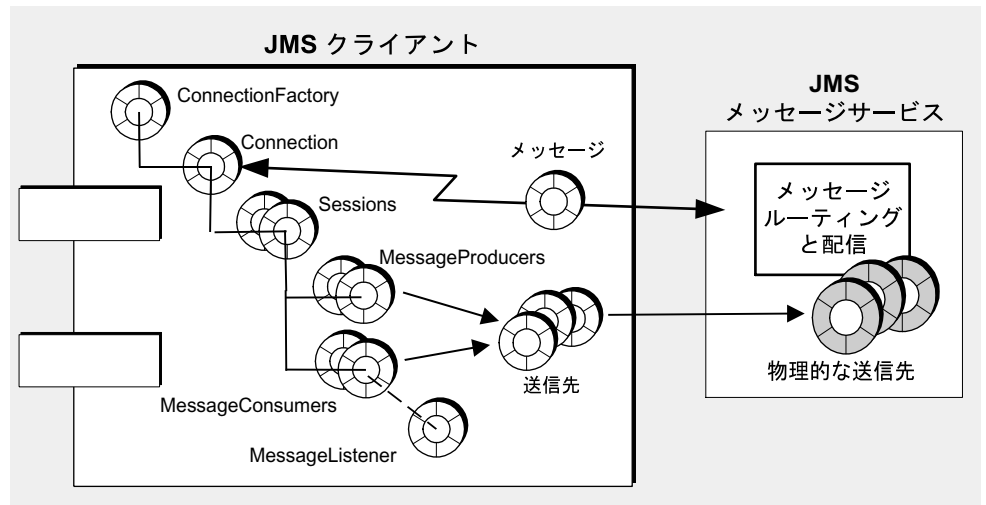 JMS クライアント
ConnectionFactory
Connection
Sessions
MessageProducers
MessageConsumers
MessageListener
メッセージ
送信先
JMS
メッセージサービス
メッセージ
ルーティング
と配信
物理的な送信先